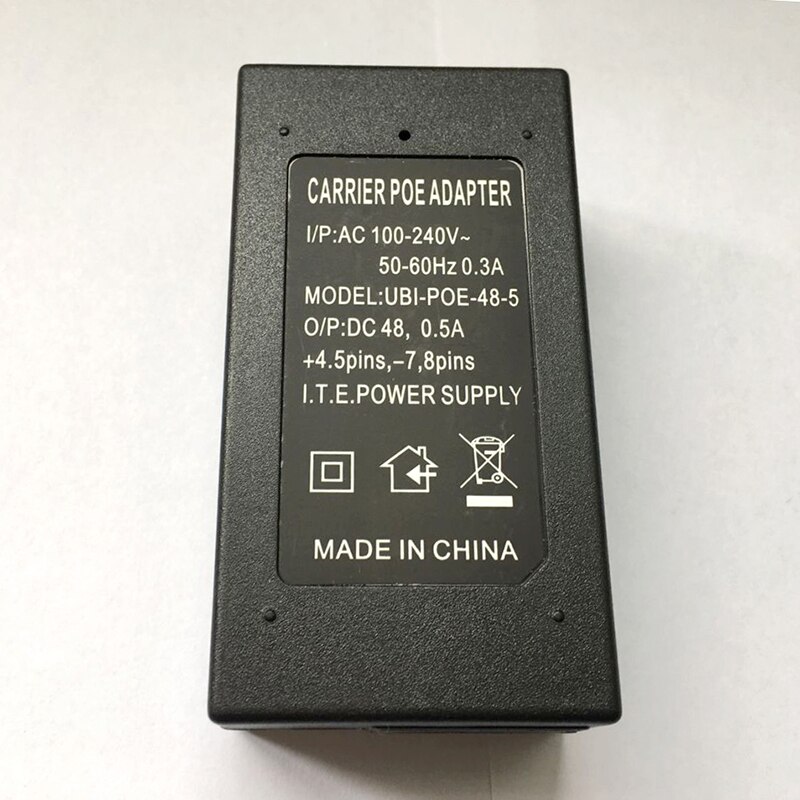 CARRIER POE ADAPTER
I/P:AC 100-240V~
50-60Hz 0.3A
MODEL:UBI-POE-48-5
O/P:DC 48, 0.5A
+4.5pins,–7,8pins
I.T.E.POWER SUPPLY
MADE IN CHINA